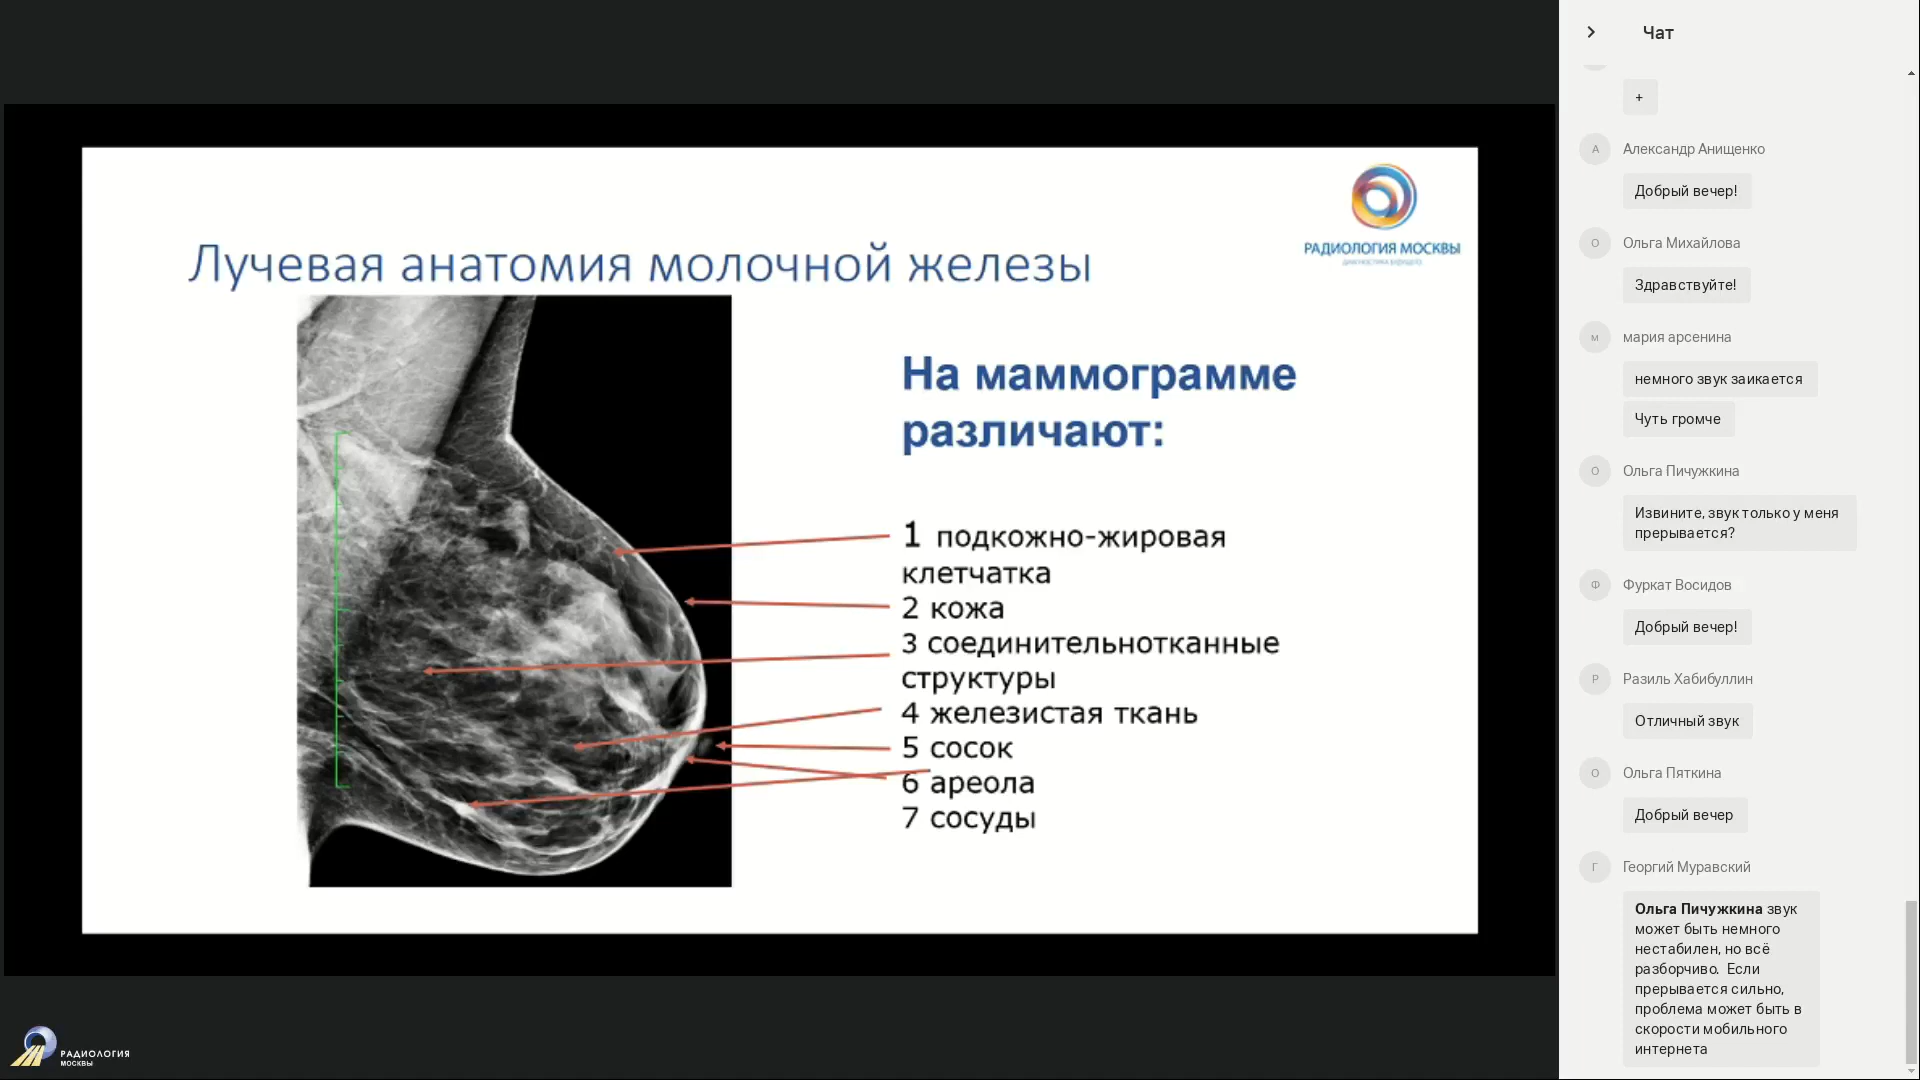 Лучевая анатомия молочной железы
РАДИОЛОГИЯ МОСКВЫ
На маммограмме
различают:
1 подкожно-жировая
клетчатка
2 кожа
3 соединительнотканные
структуры
4 железистая ткань
5 сосок
6 ареола
7 сосуды
РАДИОЛОГИЯ
МОСКВЫ
Чат
+
А
Александр Анищенко
Добрый вечер!
О
Ольга Михайлова
Здравствуйте!
м
мария арсенина
немного звук заикается
Чуть громче
О
Ольга Пичужкина
Извините, звук только у меня
прерывается?
Ф
Фуркат Восидов
Добрый вечер!
Р
Разиль Хабибуллин
Отличный звук
О
Ольга Пяткина
Добрый вечер
Г
Георгий Муравский
Ольга Пичужкина звук
может быть немного
нестабилен, но всё
разборчиво. Если
прерывается сильно,
проблема может быть в
скорости мобильного
интернета